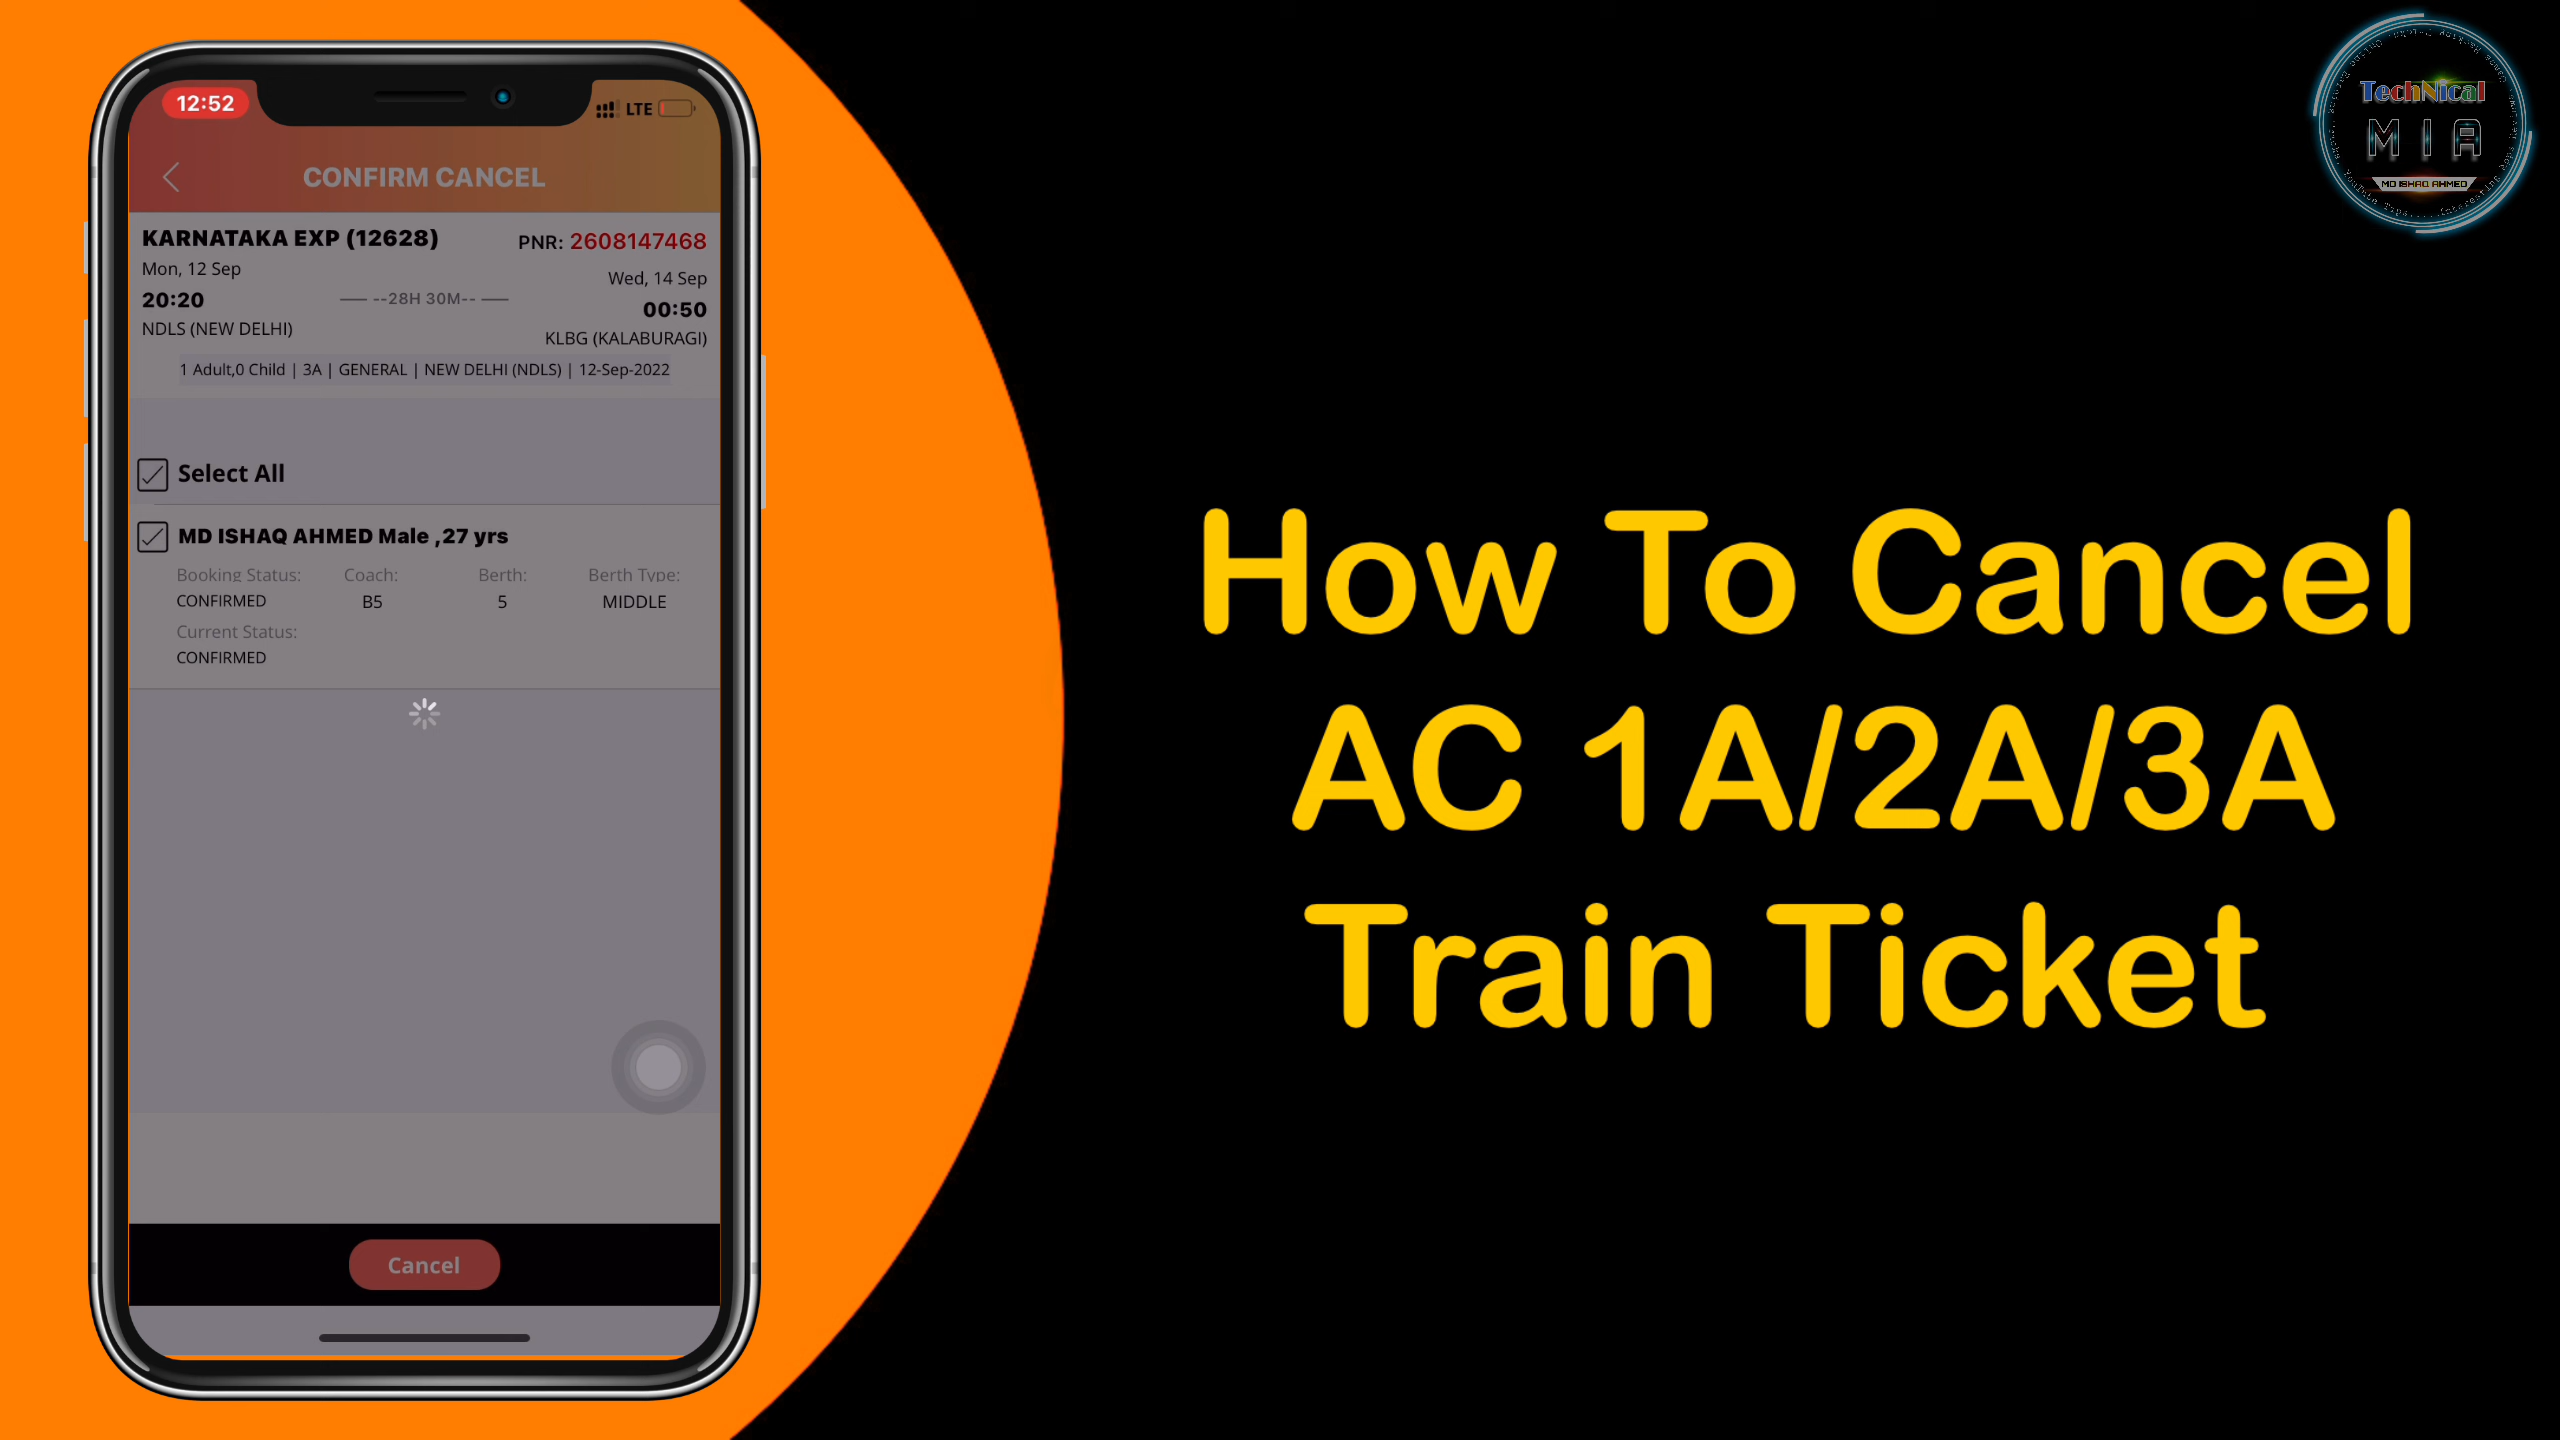 12:52
LTE
CONFIRM CANCEL
KARNATAKA EXP (12628)
PNR: 2608147468
Mon, 12 Sep
Wed, 14 Sep
20:20
--28H 30M--
00:50
NDLS (NEW DELHI)
KLBG (KALABURAGI)
1 Adult,0 Child | 3A | GENERAL | NEW DELHI (NDLS) | 12-Sep-2022
Select All
MD ISHAQ AHMED Male ,27 yrs
Booking Status: Coach: Berth: Berth Type:
CONFIRMED B5 5 MIDDLE
Current Status:
CONFIRMED
Cancel
How To Cancel
AC 1A/2A/3A
Train Ticket
TechNical
MIA
MD ISHAQ AHMED